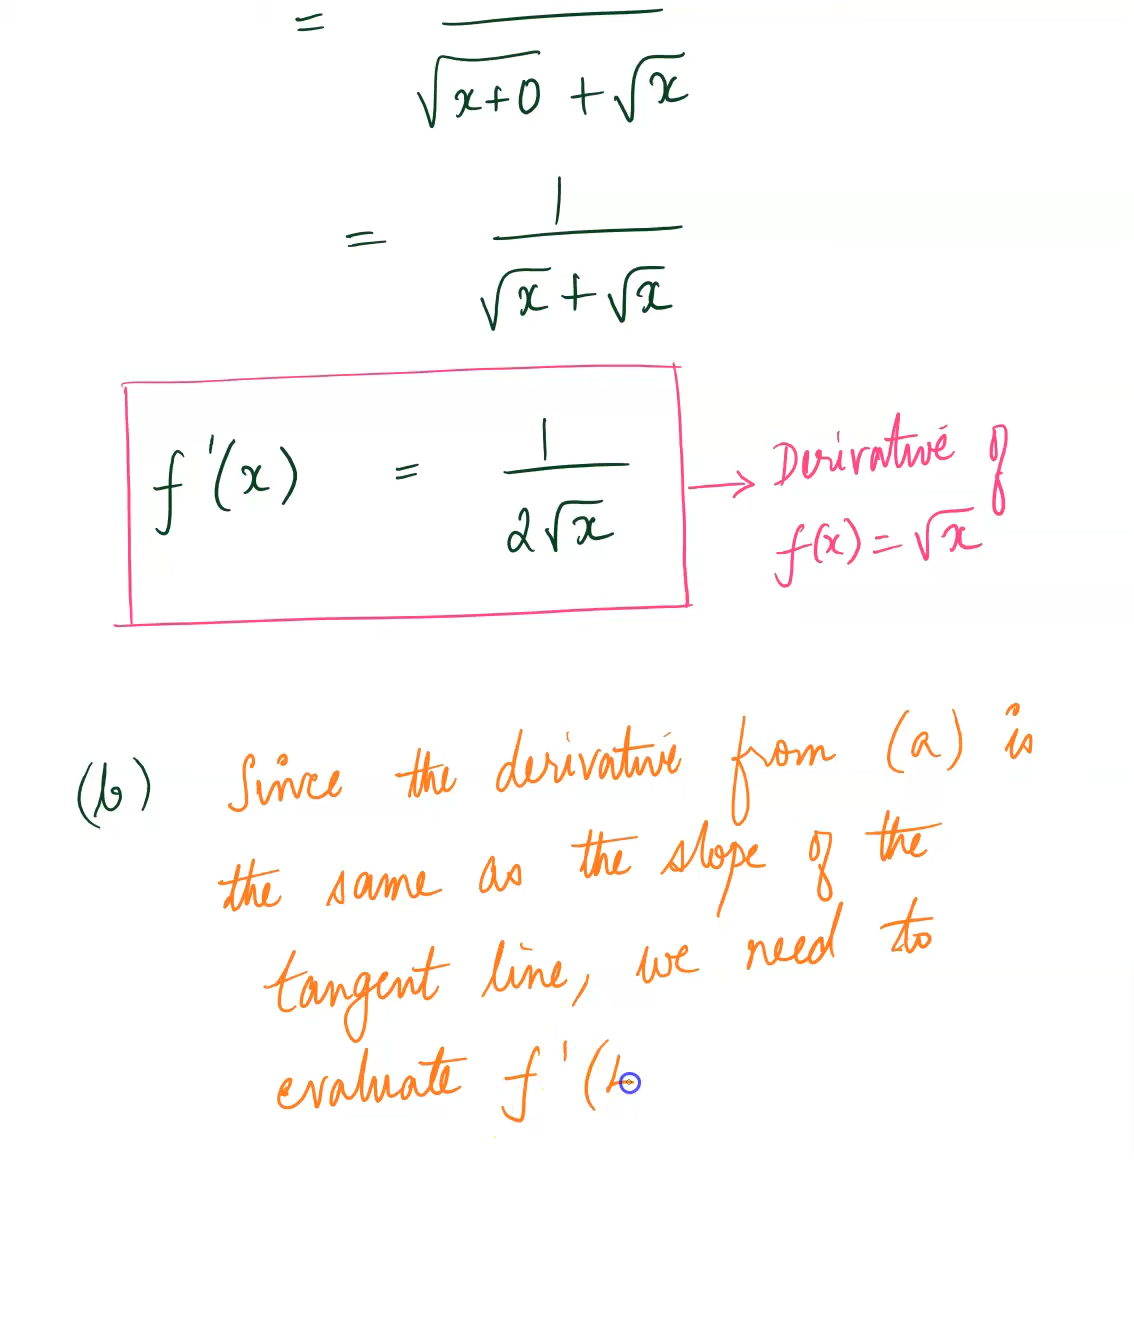 =
√x+0 + √x
= 1
√x + √x
f'(x) = 1
2√x
→ Derivative of
f(x) = √x
(b) Since the derivative from (a) is
the same as the slope of the
tangent line, we need to
evaluate f'(